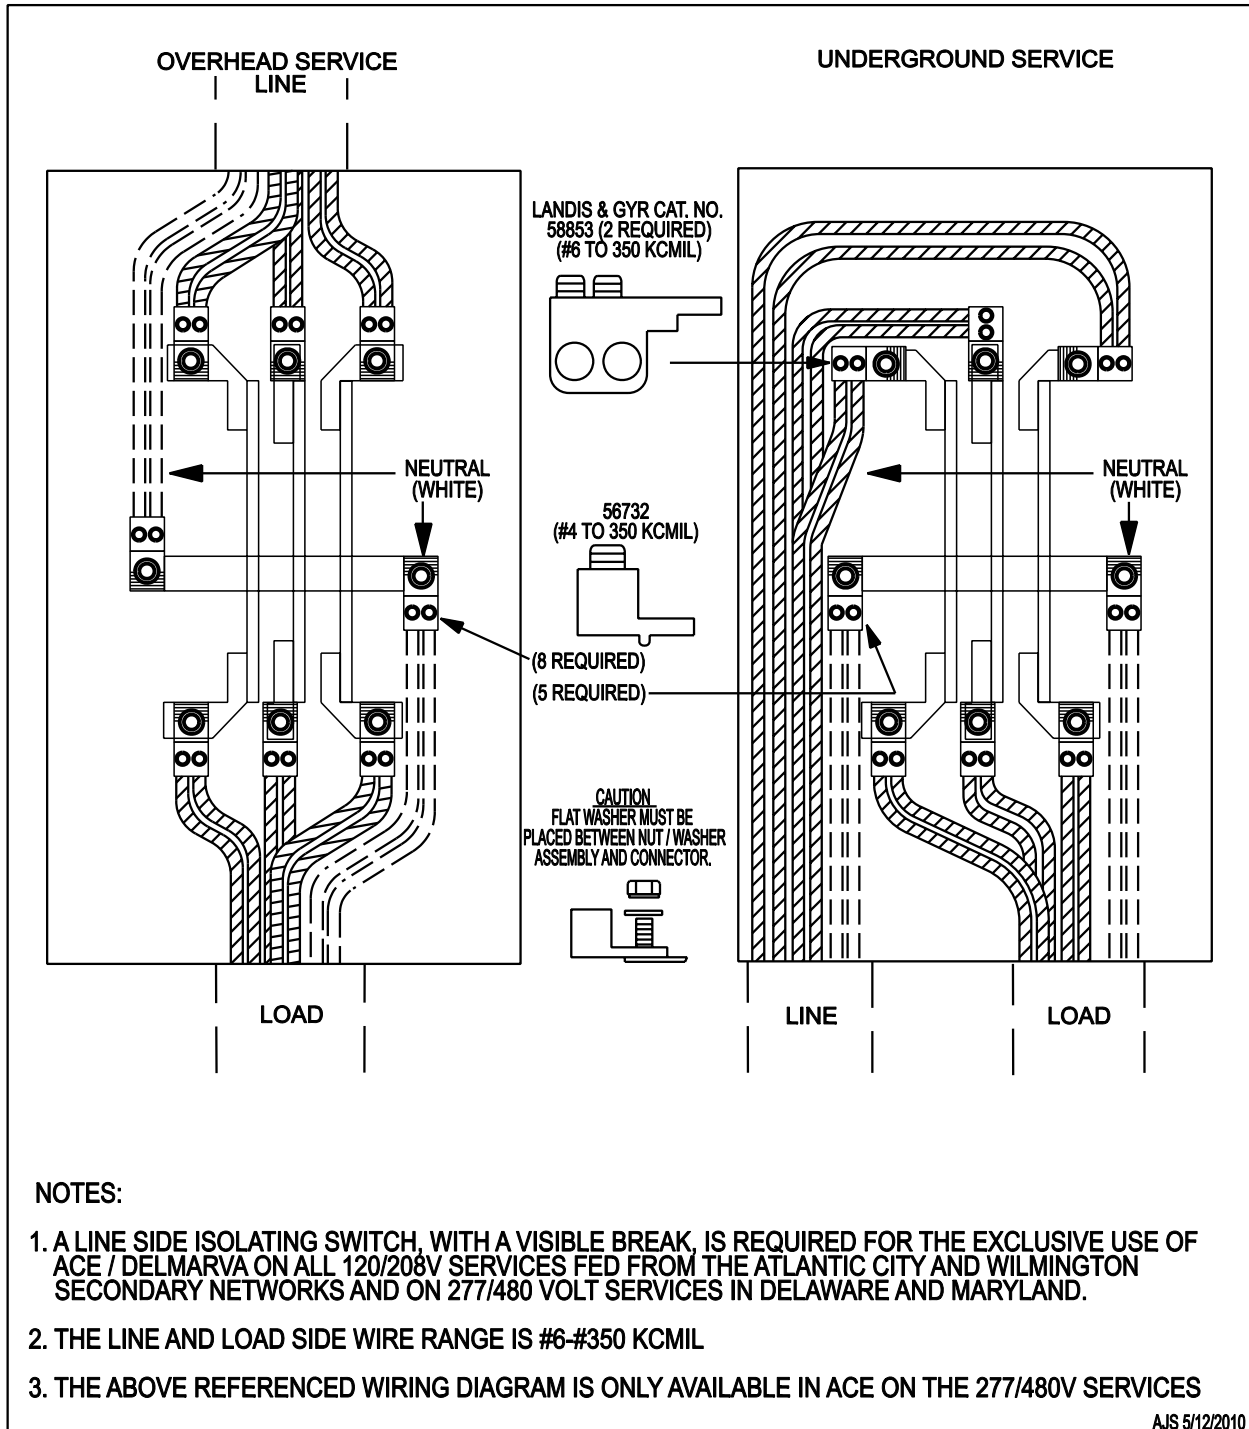 OVERHEAD SERVICE
LINE
UNDERGROUND SERVICE
LANDIS & GYR CAT. NO.
58853 (2 REQUIRED)
(#6 TO 350 KCMIL)
NEUTRAL
(WHITE)
NEUTRAL
(WHITE)
56732
(#4 TO 350 KCMIL)
(8 REQUIRED)
(5 REQUIRED)
CAUTION
FLAT WASHER MUST BE
PLACED BETWEEN NUT / WASHER
ASSEMBLY AND CONNECTOR.
LOAD
LINE
LOAD
NOTES:
1. A LINE SIDE ISOLATING SWITCH, WITH A VISIBLE BREAK, IS REQUIRED FOR THE EXCLUSIVE USE OF
ACE / DELMARVA ON ALL 120/208V SERVICES FED FROM THE ATLANTIC CITY AND WILMINGTON
SECONDARY NETWORKS AND ON 277/480 VOLT SERVICES IN DELAWARE AND MARYLAND.
2. THE LINE AND LOAD SIDE WIRE RANGE IS #6-#350 KCMIL
3. THE ABOVE REFERENCED WIRING DIAGRAM IS ONLY AVAILABLE IN ACE ON THE 277/480V SERVICES
AJS 5/12/2010